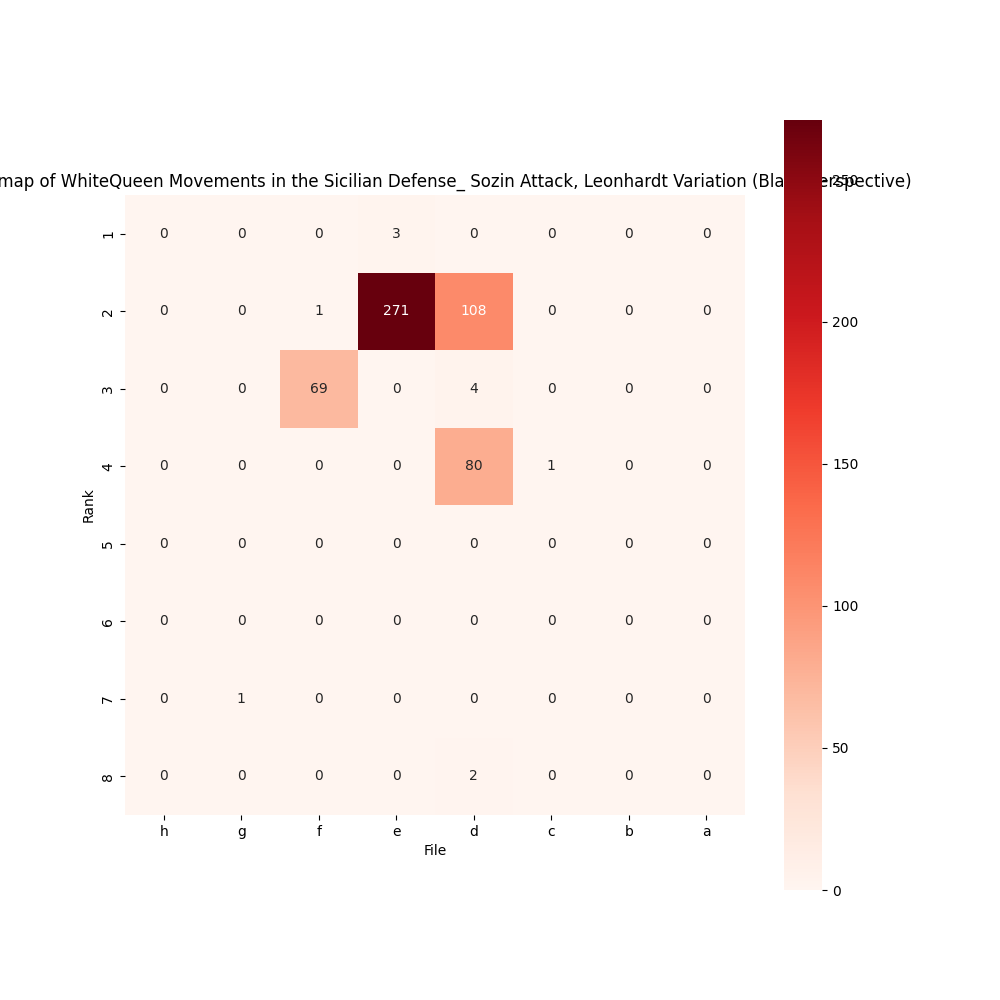 map of WhiteQueen Movements in the Sicilian Defense_ Sozin Attack, Leonhardt Variation (Bla erspective)
250
1 0 0 0 3 0 0 0 0
2 0 0 1 271 108 0 0 0
200
3 0 0 69 0 4 0 0 0
4 0 0 0 0 80 1 0 0
150
Rank
5 0 0 0 0 0 0 0 0
6 0 0 0 0 0 0 0 0
100
7 0 1 0 0 0 0 0 0
50
8 0 0 0 0 2 0 0 0
h g f e d c b a
File
0